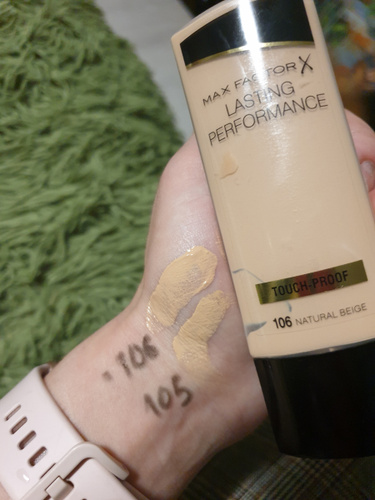 MAX FACTOR X
LASTING
PERFORMANCE
TOUCH-PROOF
106 NATURAL BEIGE
106
105